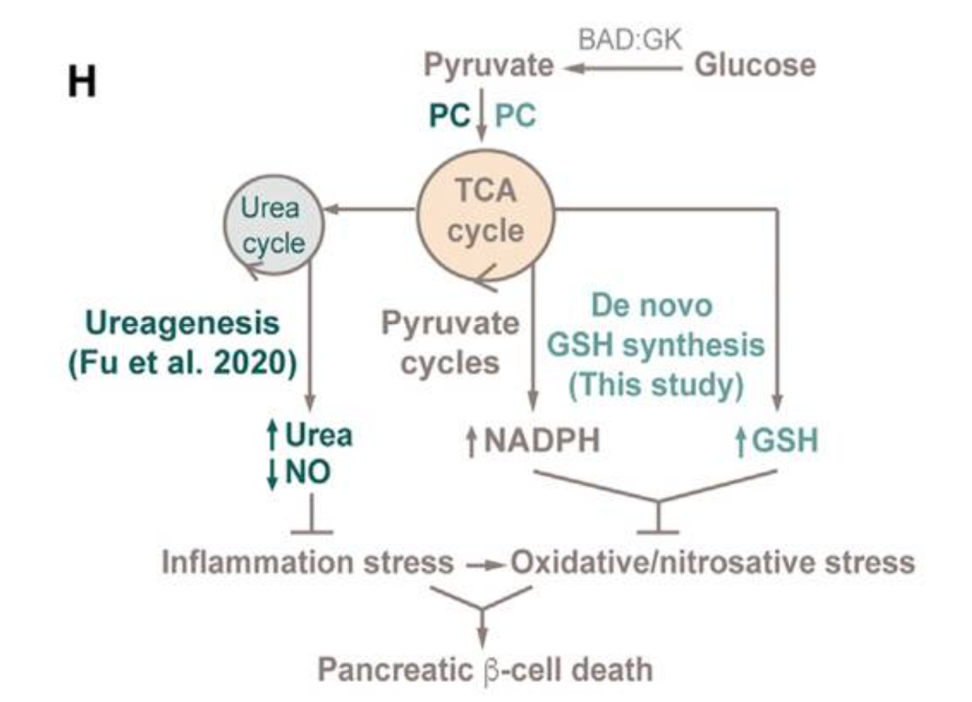 H
BAD:GK
Pyruvate Glucose
PC PC
TCA
cycle
Urea
cycle
Ureagenesis
(Fu et al. 2020)
Pyruvate
cycles
De novo
GSH synthesis
(This study)
↑Urea
↓NO
↑NADPH
↑GSH
Inflammation stress → Oxidative/nitrosative stress
Pancreatic β-cell death